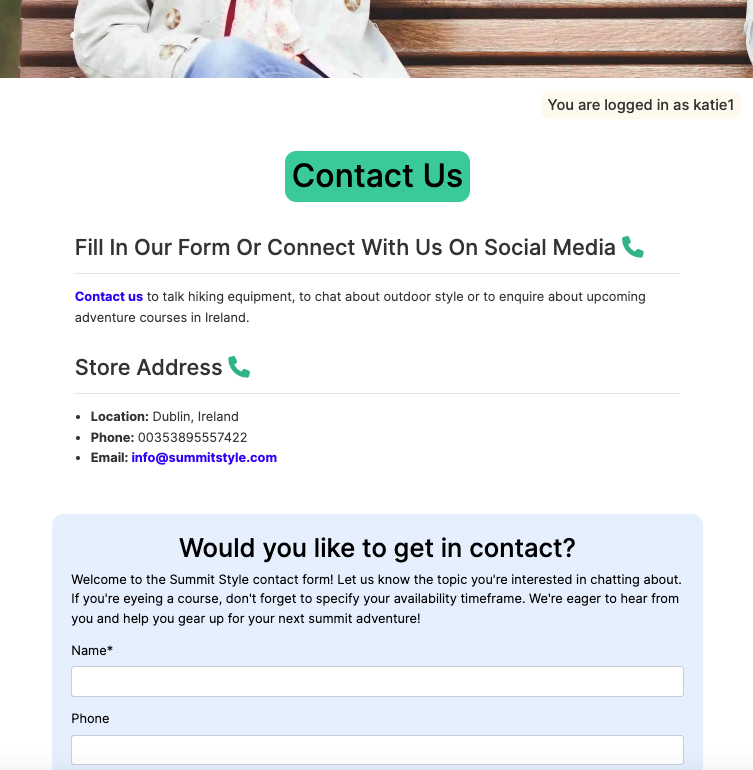 You are logged in as katie1
Contact Us
Fill In Our Form Or Connect With Us On Social Media
Contact us to talk hiking equipment, to chat about outdoor style or to enquire about upcoming
adventure courses in Ireland.
Store Address
Location: Dublin, Ireland
Phone: 00353895557422
Email: info@summitstyle.com
Would you like to get in contact?
Welcome to the Summit Style contact form! Let us know the topic you're interested in chatting about.
If you're eyeing a course, don't forget to specify your availability timeframe. We're eager to hear from
you and help you gear up for your next summit adventure!
Name*
Phone